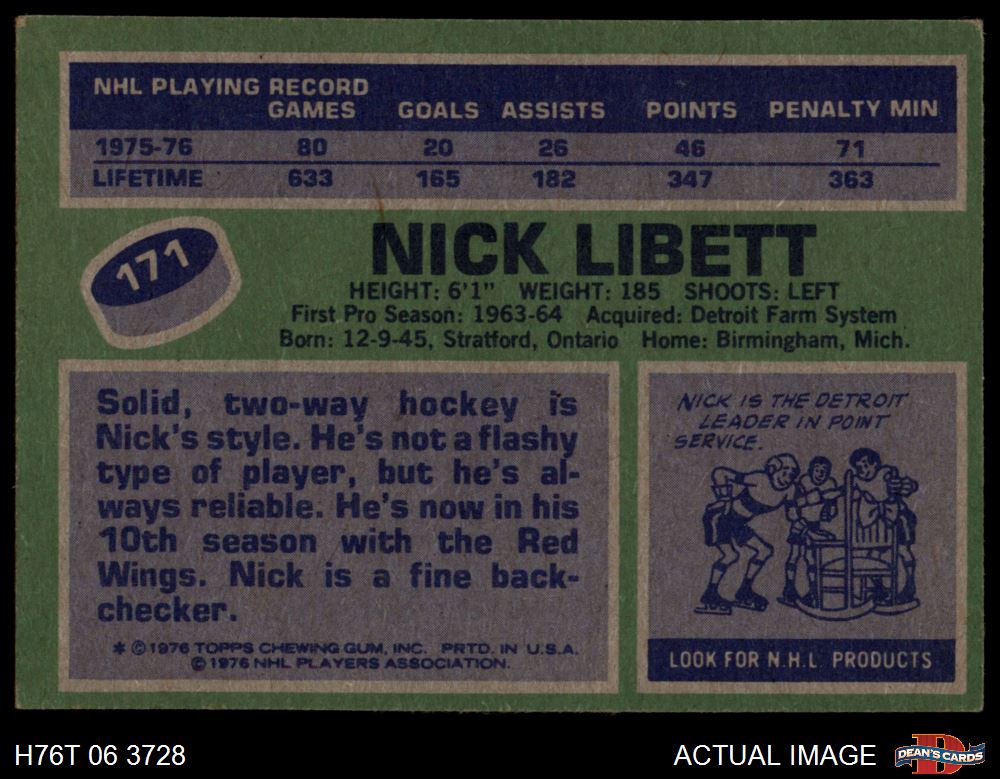 NHL PLAYING RECORD
GAMES GOALS ASSISTS POINTS PENALTY MIN
1975-76 80 20 26 46 71
LIFETIME 633 165 182 347 363
171
NICK LIBETT
HEIGHT: 6'1" WEIGHT: 185 SHOOTS: LEFT
First Pro Season: 1963-64 Acquired: Detroit Farm System
Born: 12-9-45, Stratford, Ontario Home: Birmingham, Mich.
Solid, two-way hockey is
Nick's style. He's not a flashy
type of player, but he's al-
ways reliable. He's now in his
10th season with the Red
Wings. Nick is a fine back-
checker.
* © 1976 TOPPS CHEWING GUM, INC. PRTD. IN U.S.A.
© 1976 NHL PLAYERS ASSOCIATION.
NICK IS THE DETROIT
LEADER IN POINT
SERVICE.
LOOK FOR N.H.L PRODUCTS
H76T 06 3728
ACTUAL IMAGE
DEAN'S CARDS